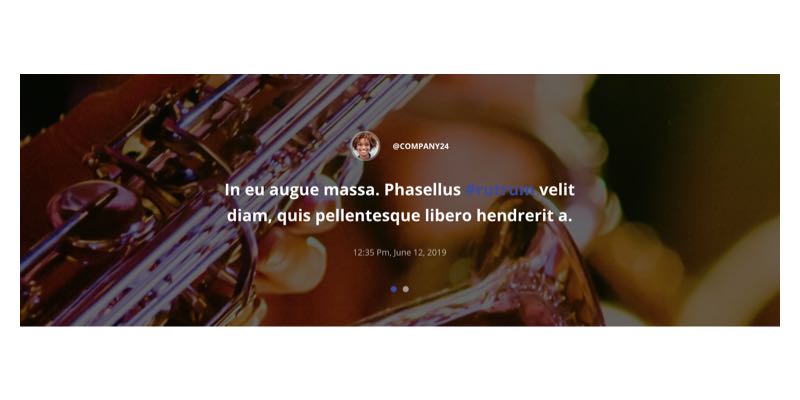 @COMPANY24
In eu augue massa. Phasellus #rutrum velit
diam, quis pellentesque libero hendrerit a.
12:35 Pm, June 12, 2019